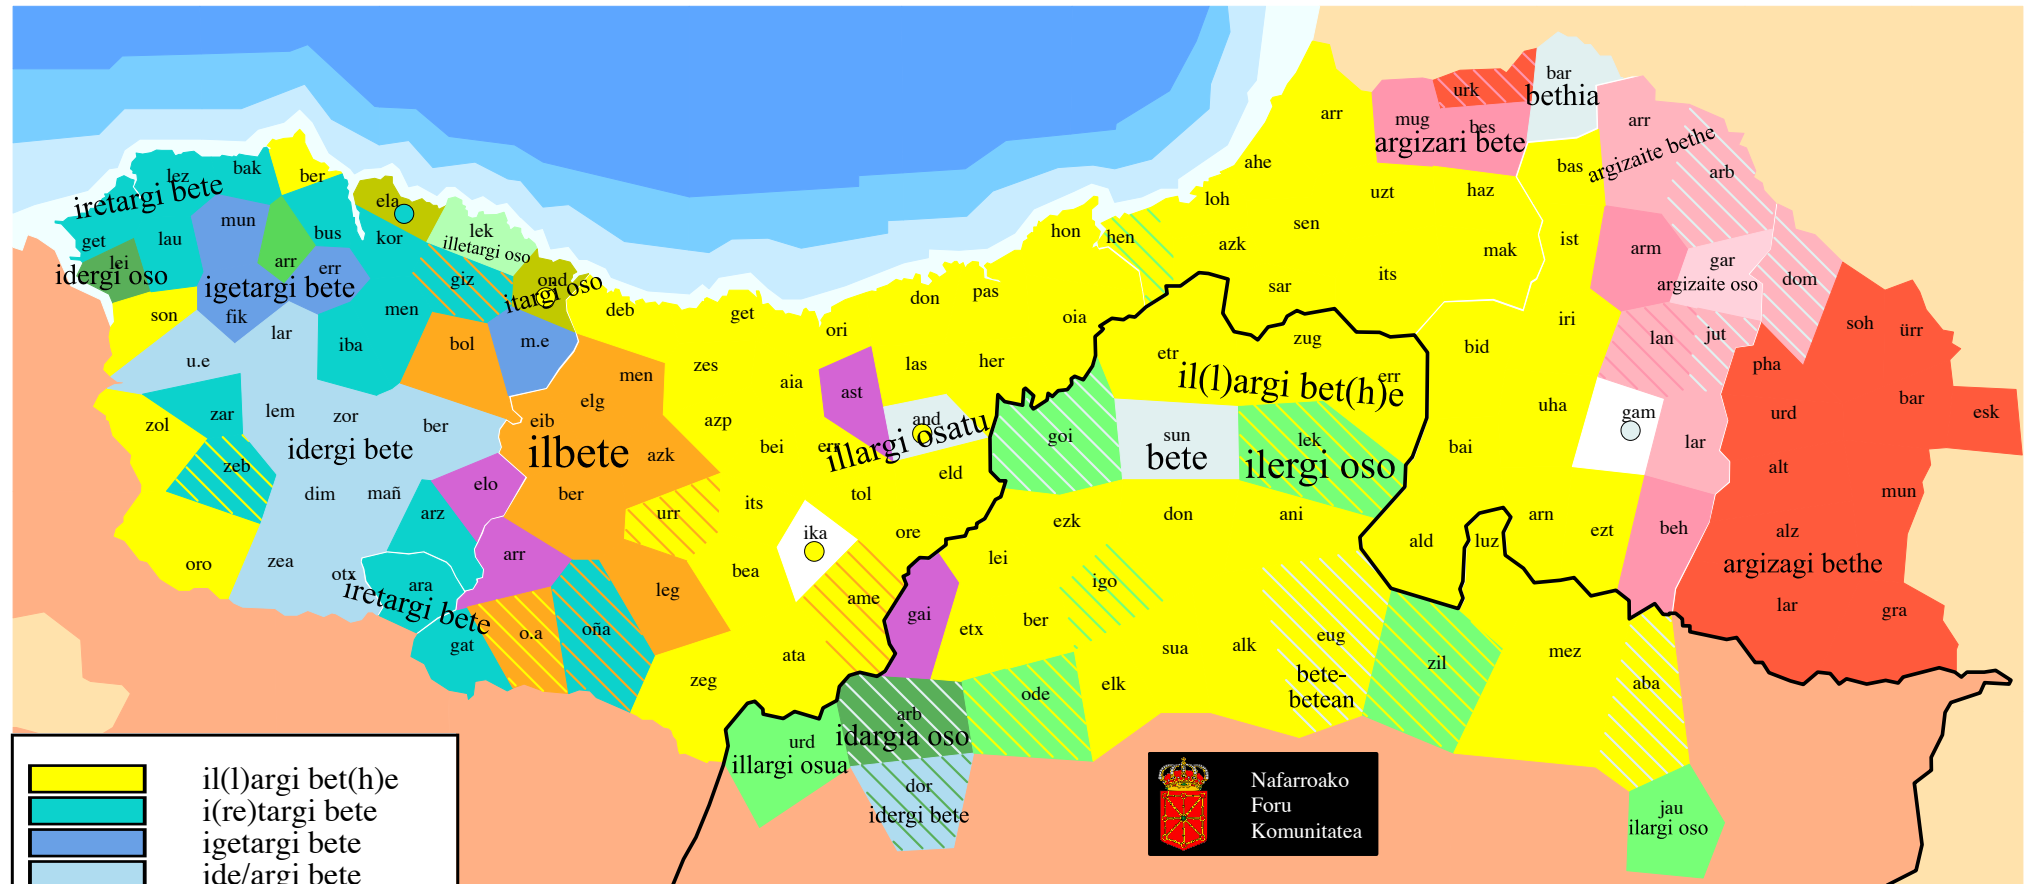 bar
bethia
urk
arr
mug
bes
argizari bete
arr
argizaite bethe
arb
bak
lez
ber
iretargi bete
ahe
bas
uzt
haz
ela
loh
mun
get
lau
bus
kor
lek
illetargi oso
hon
hen
azk
sen
ist
mak
arm
lei
idergi oso
arr
err
igetargi bete
giz
ond
itargi oso
its
sar
gar
argizaite oso
dom
son
fik
lar
men
deb
get
don
pas
ori
oia
iri
soh
ürr
u.e
iba
bol
m.e
zes
las
her
etr
zug
bid
lan
jut
pha
men
aia
ast
il(l)argi bet(h)e
err
zol
zar
lem
zor
ber
eib
elg
azp
and
uha
gam
urd
bar
esk
idergi bete
ilbete
azk
bei
err
illargi osatu
goi
sun
bete
lek
ilergi oso
bai
lar
zeb
dim
mañ
elo
ber
its
tol
eld
alt
mun
arz
urr
ika
ore
ezk
don
ani
ald
luz
arn
ezt
beh
alz
oro
zea
otx
ara
iretargi bete
arr
leg
bea
ame
lei
igo
argizagi bethe
gat
o.a
oña
ata
gai
etx
ber
sua
alk
eug
bete-
betean
zil
mez
lar
gra
zeg
ode
elk
aba
urd
illargi osua
arb
idargia oso
dor
idergi bete
Nafarroako
Foru
Komunitatea
jau
ilargi oso
il(l)argi bet(h)e
i(re)targi bete
igetargi bete
ide/argi bete